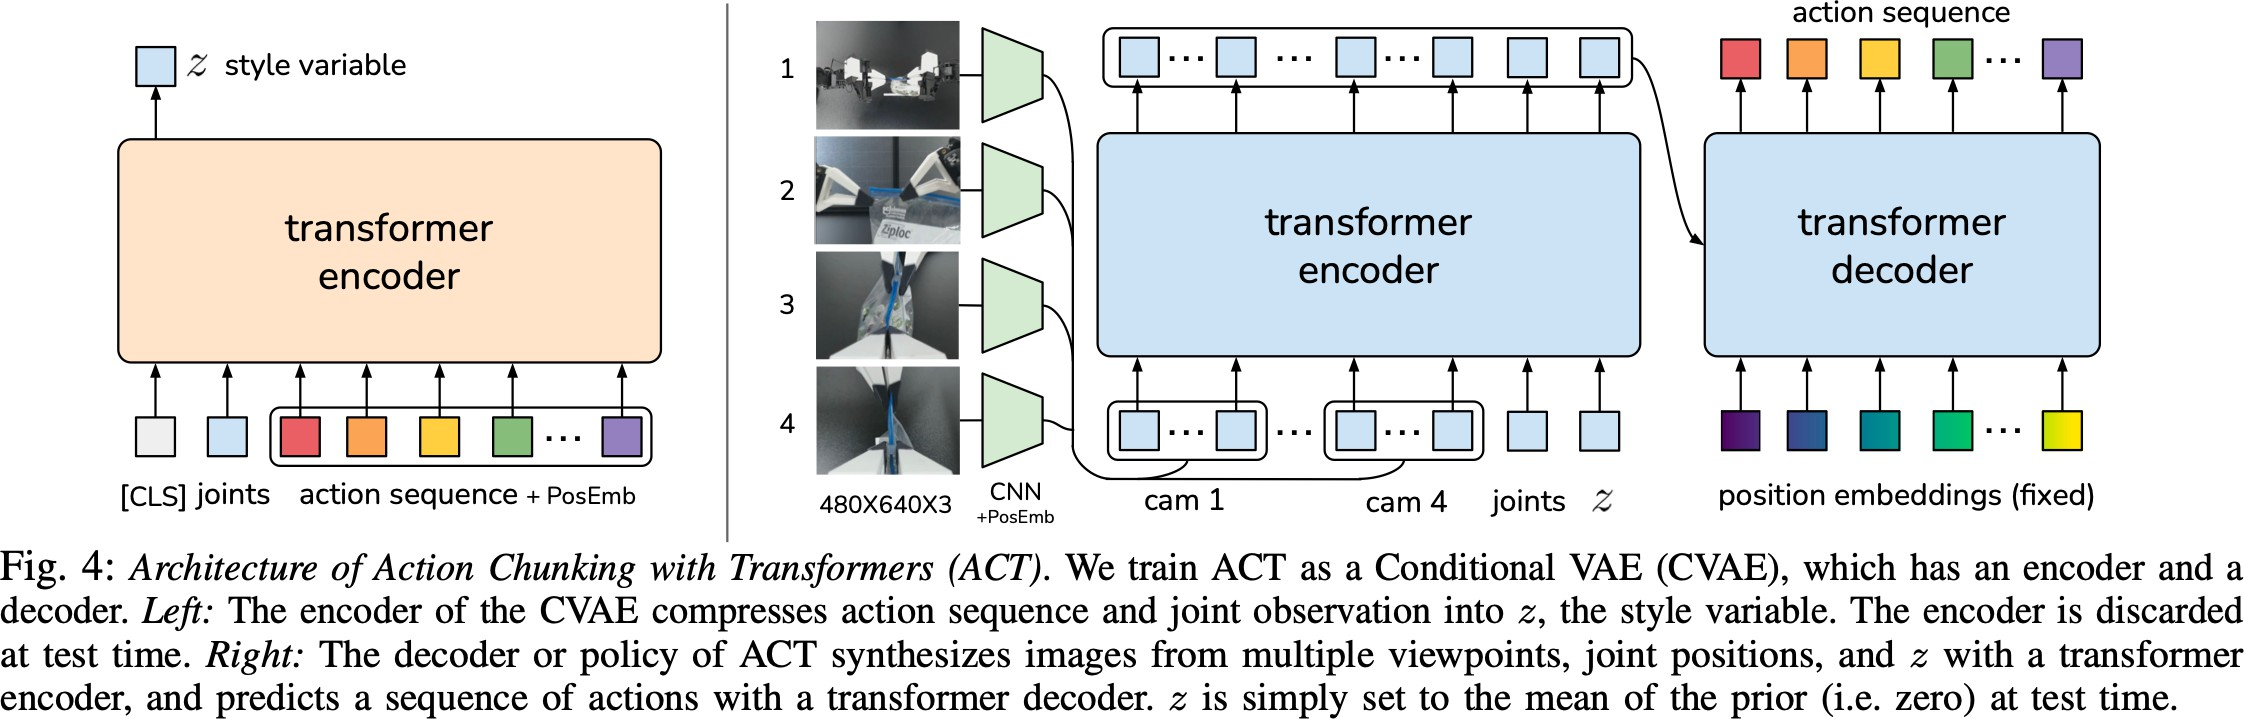 z style variable
transformer
encoder
[CLS] joints action sequence + PosEmb
1
2
3
4
Ziploc
480X640X3
CNN
+PosEmb
transformer
encoder
cam 1 cam 4 joints z
action sequence
transformer
decoder
position embeddings (fixed)
Fig. 4: Architecture of Action Chunking with Transformers (ACT). We train ACT as a Conditional VAE (CVAE), which has an encoder and a
decoder. Left: The encoder of the CVAE compresses action sequence and joint observation into z, the style variable. The encoder is discarded
at test time. Right: The decoder or policy of ACT synthesizes images from multiple viewpoints, joint positions, and z with a transformer
encoder, and predicts a sequence of actions with a transformer decoder. z is simply set to the mean of the prior (i.e. zero) at test time.